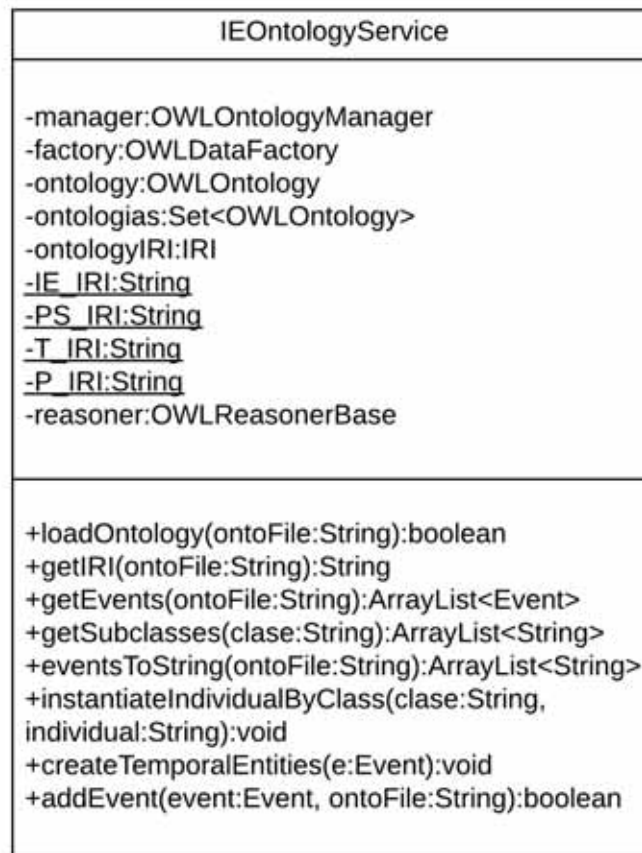 IEOntologyService
-manager:OWLOntologyManager
-factory:OWLDataFactory
-ontology:OWLOntology
-ontologias:Set<OWLOntology>
-ontologyIRI:IRI
-IE_IRI:String
-PS_IRI:String
-T_IRI:String
-P_IRI:String
-reasoner:OWLReasonerBase
+loadOntology(ontoFile:String):boolean
+getIRI(ontoFile:String):String
+getEvents(ontoFile:String):ArrayList<Event>
+getSubclasses(clase:String):ArrayList<String>
+eventsToString(ontoFile:String):ArrayList<String>
+instantiateIndividualByClass(clase:String,
individual:String):void
+createTemporalEntities(e:Event):void
+addEvent(event:Event, ontoFile:String):boolean